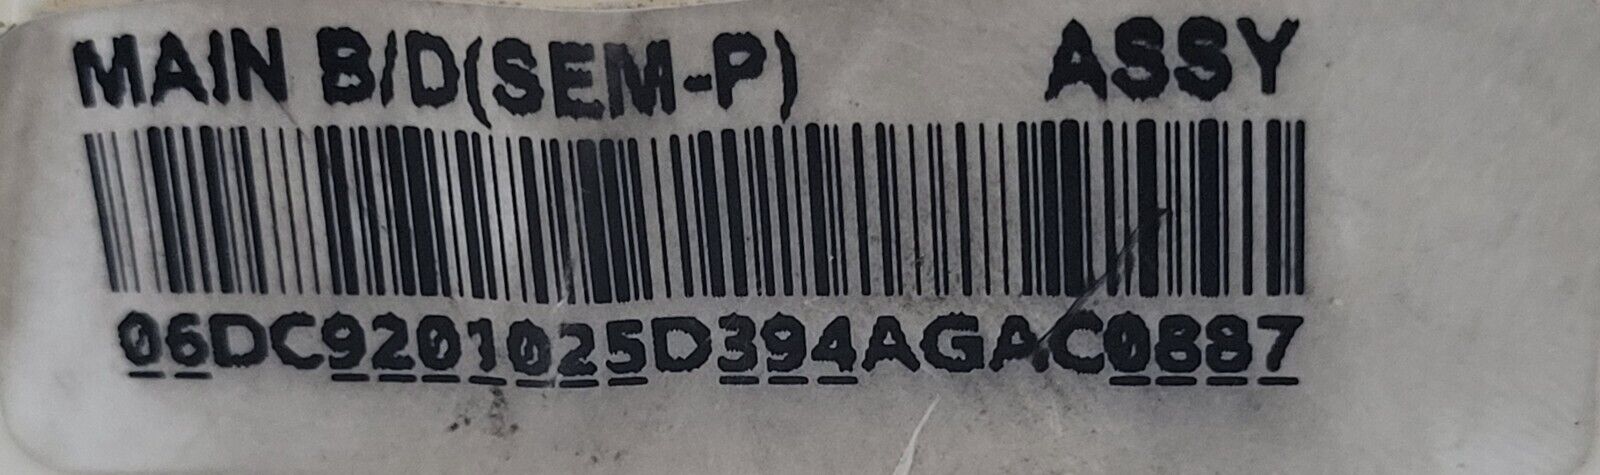 MAIN B/D(SEM-P) ASSY
06DC9201025D394AGAC0887